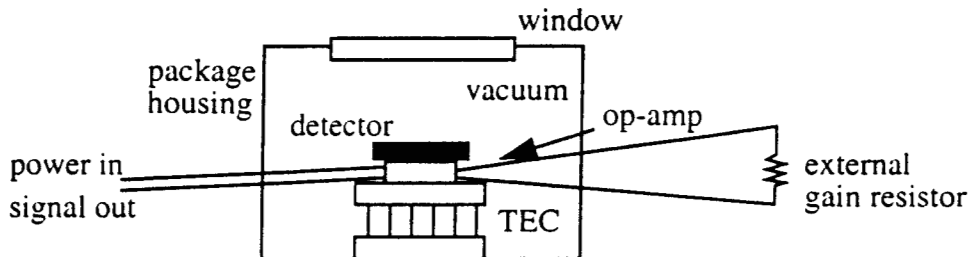 window
package
housing
vacuum
detector
op-amp
power in
signal out
external
gain resistor
TEC